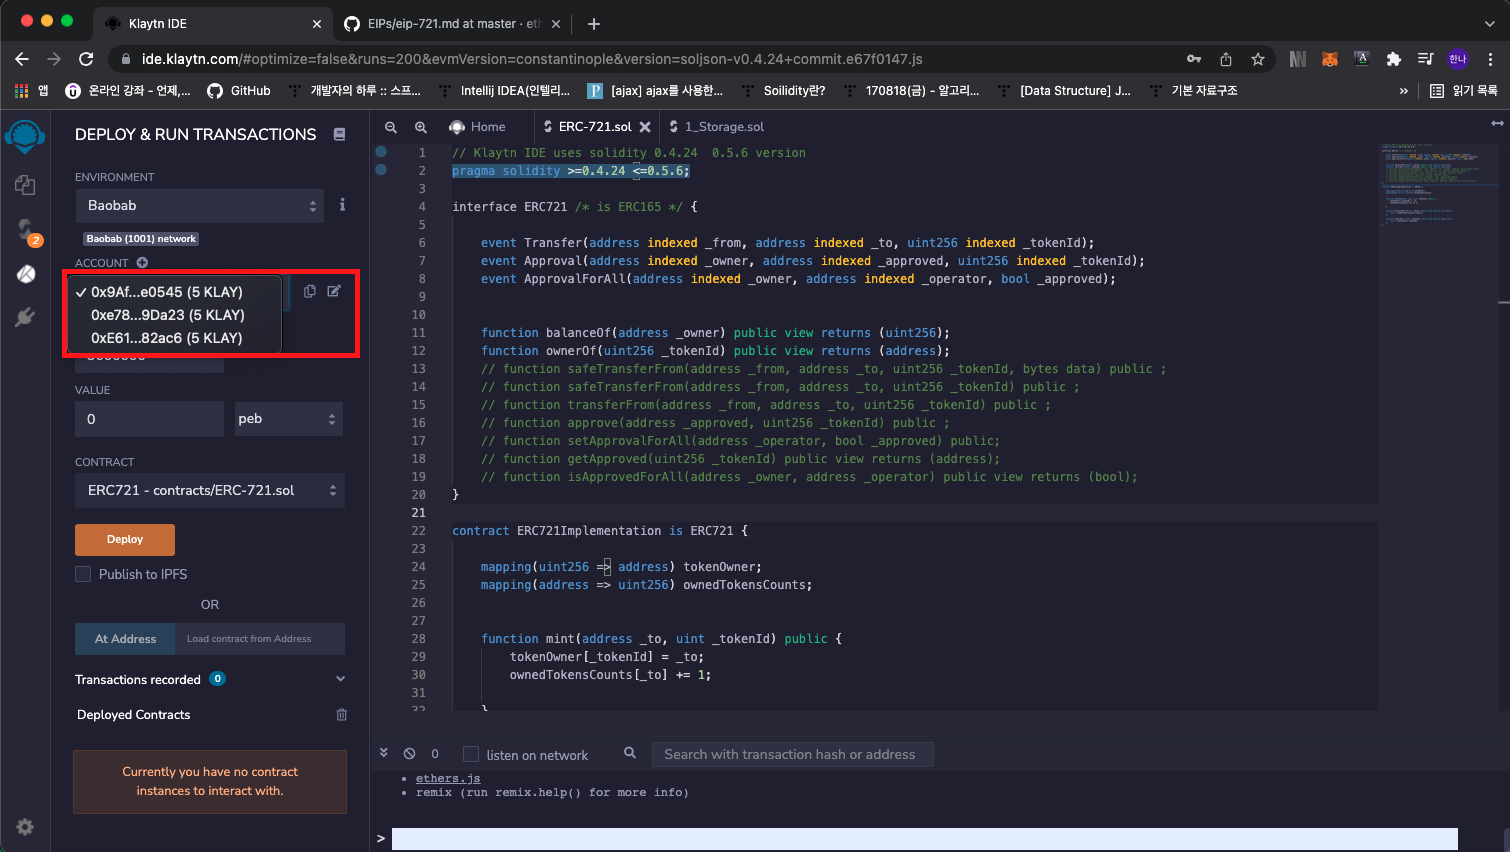 Klaytn IDE
EIPs/eip-721.md at master · eth
ide.klaytn.com/#optimize=false&runs=200&evmVersion=constantinople&version=soljson-v0.4.24+commit.e67f0147.js
한나
앱
온라인 강좌 - 언제,...
GitHub
개발자의 하루 :: 스프...
Intellij IDEA(인텔리...
[ajax] ajax를 사용한...
Soilidity란?
170818(금) - 알고리...
[Data Structure] J...
기본 자료구조
»
읽기 목록
DEPLOY & RUN TRANSACTIONS
ENVIRONMENT
Baobab
Baobab (1001) network
ACCOUNT
✓ 0x9Af...e0545 (5 KLAY)
0xe78...9Da23 (5 KLAY)
0xE61...82ac6 (5 KLAY)
VALUE
0
peb
CONTRACT
ERC721 - contracts/ERC-721.sol
Deploy
Publish to IPFS
OR
At Address
Load contract from Address
Transactions recorded 0
Deployed Contracts
Currently you have no contract
instances to interact with.
2
Home
ERC-721.sol
1_Storage.sol
1 // Klaytn IDE uses solidity 0.4.24  0.5.6 version
2 pragma solidity >=0.4.24 <=0.5.6;
3
4 interface ERC721 /* is ERC165 */ {
5
6 event Transfer(address indexed _from, address indexed _to, uint256 indexed _tokenId);
7 event Approval(address indexed _owner, address indexed _approved, uint256 indexed _tokenId);
8 event ApprovalForAll(address indexed _owner, address indexed _operator, bool _approved);
9
10
11 function balanceOf(address _owner) public view returns (uint256);
12 function ownerOf(uint256 _tokenId) public view returns (address);
13 // function safeTransferFrom(address _from, address _to, uint256 _tokenId, bytes data) public ;
14 // function safeTransferFrom(address _from, address _to, uint256 _tokenId) public ;
15 // function transferFrom(address _from, address _to, uint256 _tokenId) public ;
16 // function approve(address _approved, uint256 _tokenId) public ;
17 // function setApprovalForAll(address _operator, bool _approved) public;
18 // function getApproved(uint256 _tokenId) public view returns (address);
19 // function isApprovedForAll(address _owner, address _operator) public view returns (bool);
20 }
21
22 contract ERC721Implementation is ERC721 {
23
24 mapping(uint256 => address) tokenOwner;
25 mapping(address => uint256) ownedTokensCounts;
26
27
28 function mint(address _to, uint _tokenId) public {
29 tokenOwner[_tokenId] = _to;
30 ownedTokensCounts[_to] += 1;
31
32 }
0
listen on network
Search with transaction hash or address
• ethers.js
• remix (run remix.help() for more info)
>